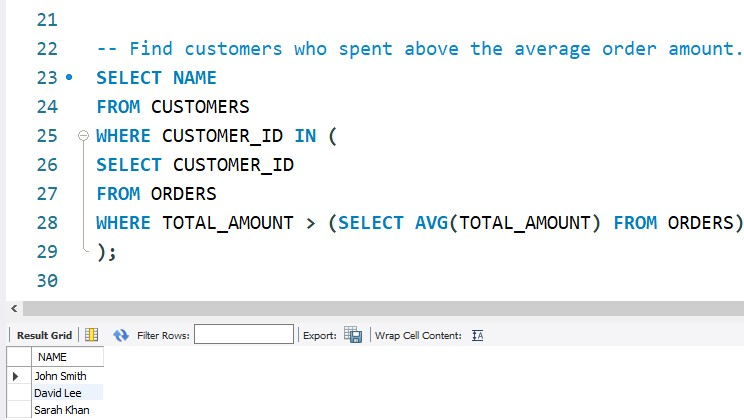 21
22 -- Find customers who spent above the average order amount.
23 SELECT NAME
24 FROM CUSTOMERS
25 WHERE CUSTOMER_ID IN (
26 SELECT CUSTOMER_ID
27 FROM ORDERS
28 WHERE TOTAL_AMOUNT > (SELECT AVG(TOTAL_AMOUNT) FROM ORDERS)
29 );
30
Result Grid Filter Rows: Export: Wrap Cell Content: IA
NAME
John Smith
David Lee
Sarah Khan